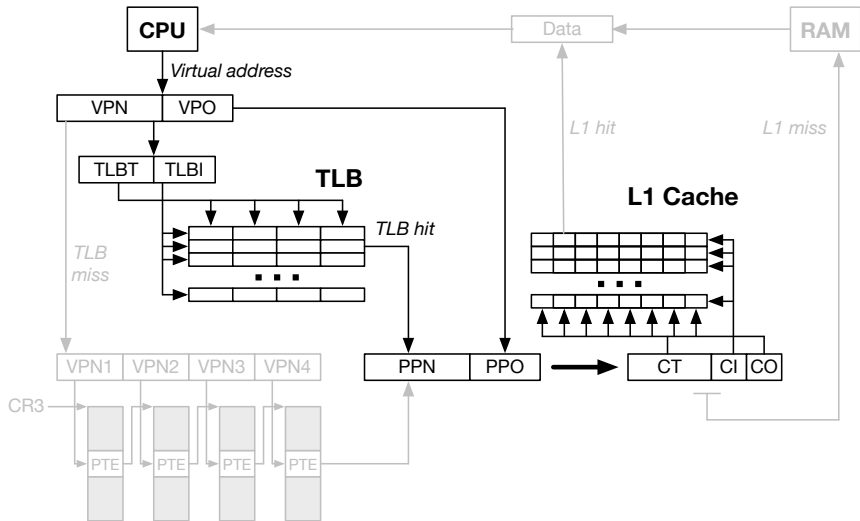 CPU
Data
RAM
Virtual address
VPN VPO
L1 hit
L1 miss
TLBT TLBI
TLB
L1 Cache
TLB hit
TLB
miss
. . .
. . .
VPN1 VPN2 VPN3 VPN4
PPN PPO
CT CI CO
CR3
PTE PTE PTE PTE